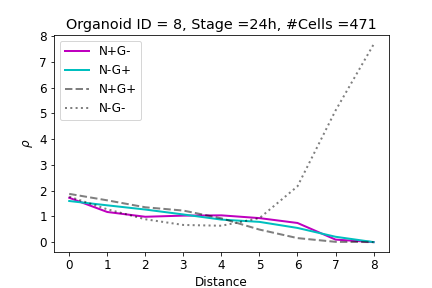 Organoid ID = 8, Stage =24h, #Cells =471
N+G-
N-G+
N+G+
N-G-
ρ
8
7
6
5
4
3
2
1
0
0 1 2 3 4 5 6 7 8
Distance